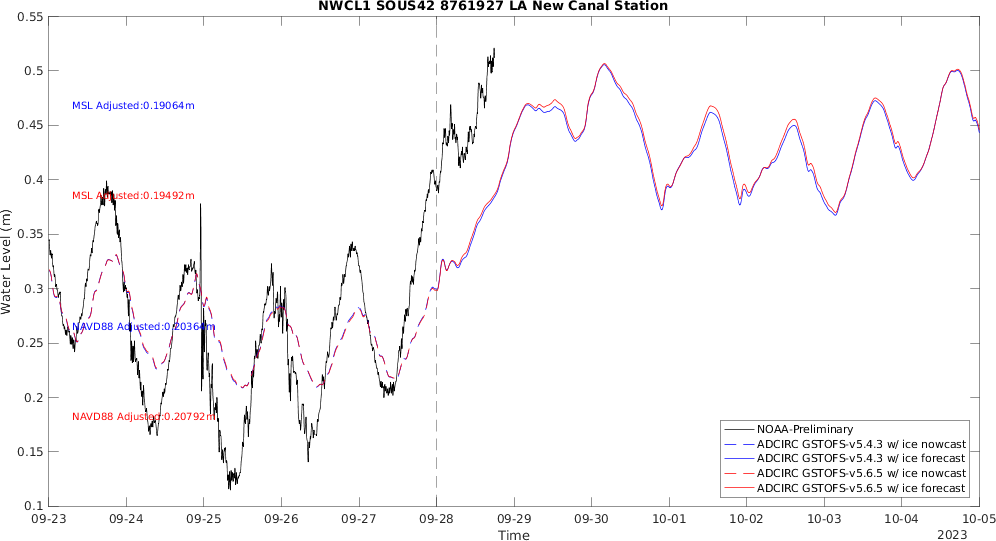 NWCL1 SOUS42 8761927 LA New Canal Station
Water Level (m)
0.55
0.5
0.45
0.4
0.35
0.3
0.25
0.2
0.15
0.1
MSL Adjusted:0.19064m
MSL Adjusted:0.19492m
NAVD88 Adjusted:0.20364m
NAVD88 Adjusted:0.20792m
NOAA-Preliminary
ADCIRC GSTOFS-v5.4.3 w/ ice nowcast
ADCIRC GSTOFS-v5.4.3 w/ ice forecast
ADCIRC GSTOFS-v5.6.5 w/ ice nowcast
ADCIRC GSTOFS-v5.6.5 w/ ice forecast
09-23 09-24 09-25 09-26 09-27 09-28 09-29 09-30 10-01 10-02 10-03 10-04 10-05
Time
2023